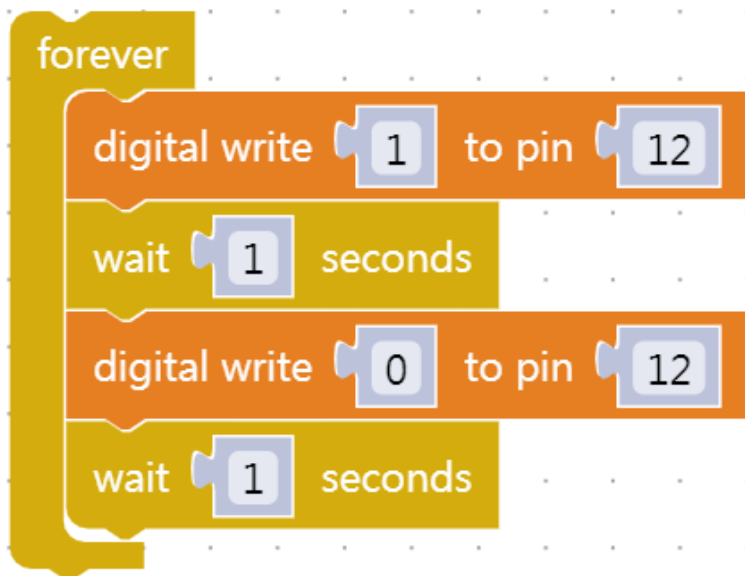 forever
digital write 1 to pin 12
wait 1 seconds
digital write 0 to pin 12
wait 1 seconds